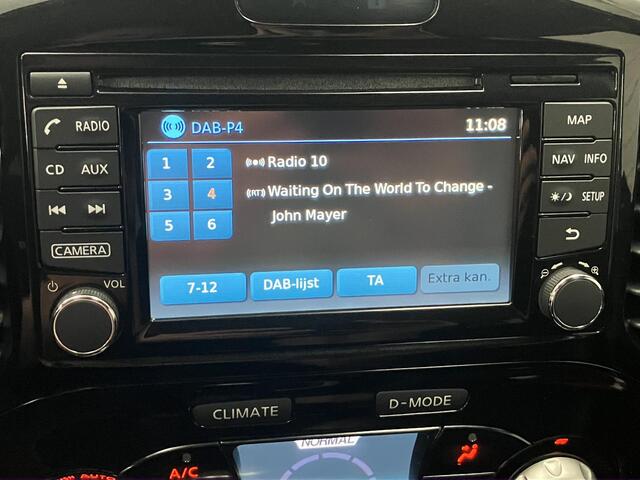 DAB-P4 11:08
RADIO
MAP
1 2
Radio 10
CD AUX
NAV INFO
3 4
(RT) Waiting On The World To Change -
SETUP
John Mayer
5 6
CAMERA
VOL
7-12 DAB-lijst TA Extra kan.
CLIMATE D-MODE
NORMAL
A/C
AUTO